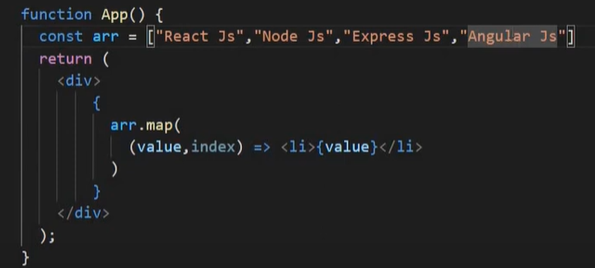 function App() {
const arr = ["React Js","Node Js","Express Js","Angular Js"]
return (
<div>
{
arr.map(
(value,index) => <li>{value}</li>
)
}
</div>
);
}